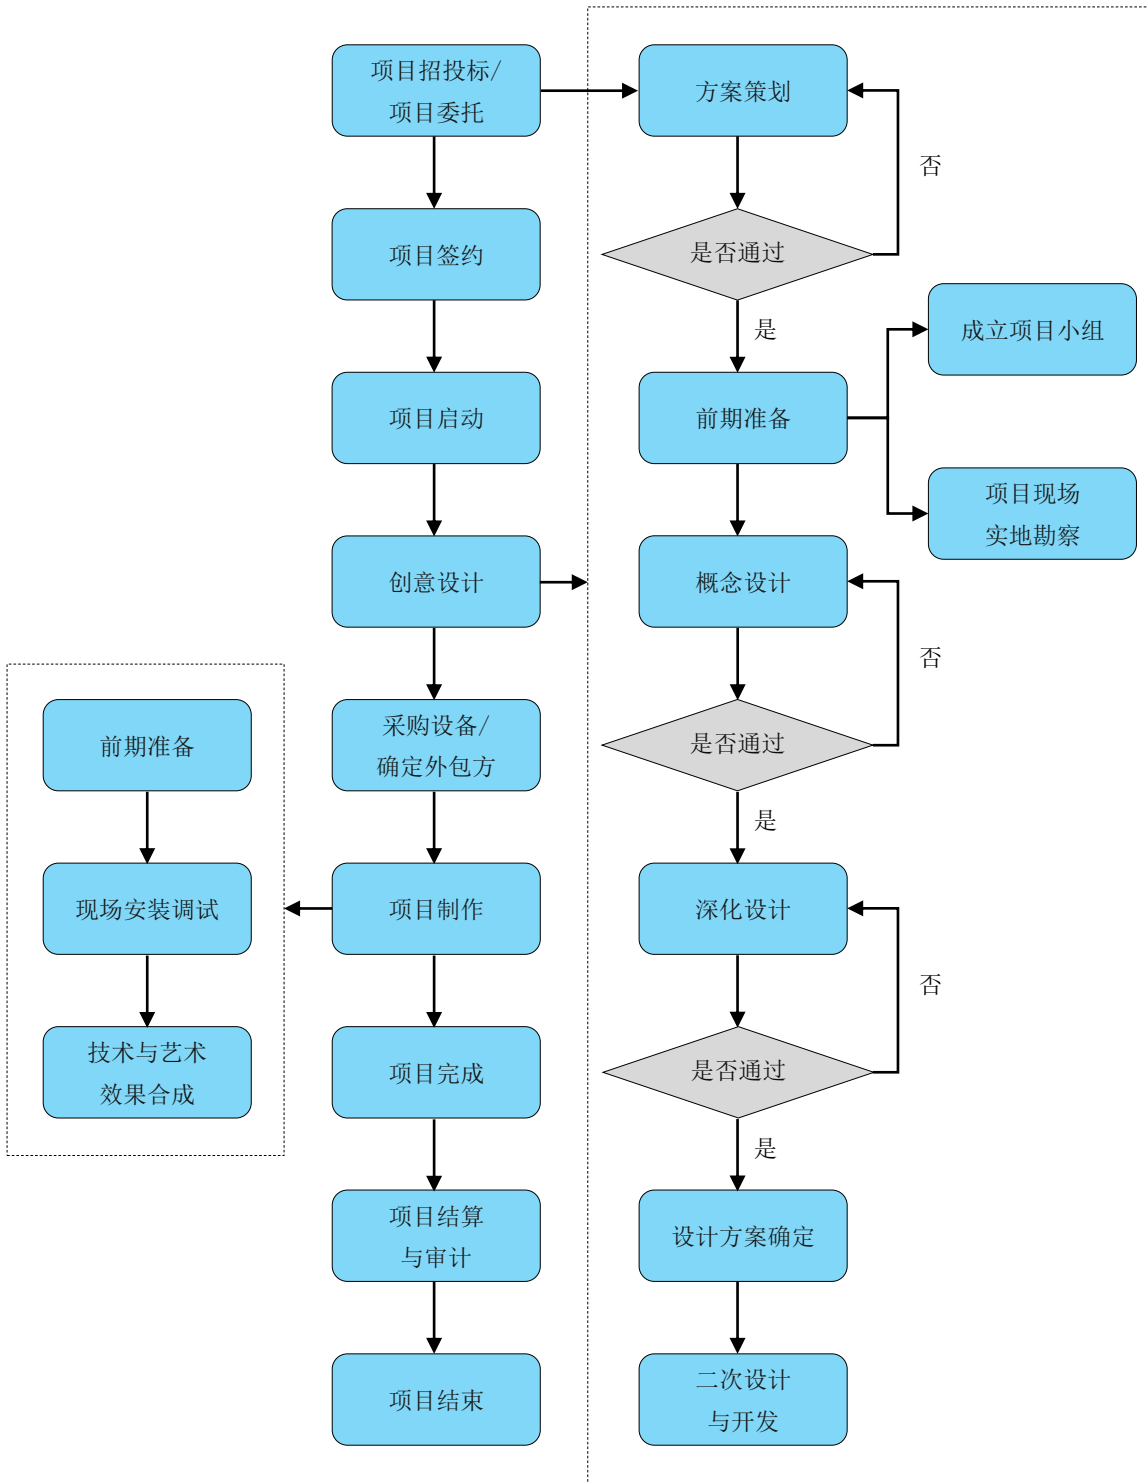 项目招投标/
项目委托
项目签约
项目启动
创意设计
采购设备/
确定外包方
项目制作
项目完成
项目结算
与审计
项目结束
前期准备
现场安装调试
技术与艺术
效果合成
方案策划
否
是否通过
是
前期准备
成立项目小组
项目现场
实地勘察
概念设计
否
是否通过
是
深化设计
否
是否通过
是
设计方案确定
二次设计
与开发